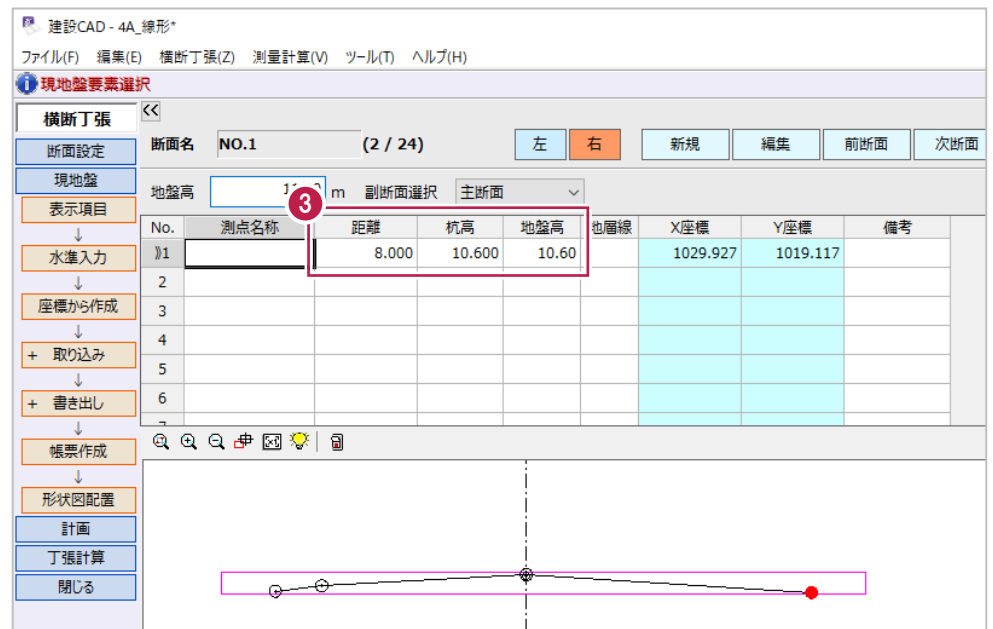 建設CAD - 4A_線形*
ファイル(F) 編集(E) 横断丁張(Z) 測量計算(V) ツール(T) ヘルプ(H)
現地盤要素選択
横断丁張
<<
断面設定
断面名 NO.1 (2 / 24) 左 右 新規 編集 前断面 次断面
現地盤
地盤高 m 副断面選択 主断面
3
表示項目
↓
水準入力
↓
座標から作成
↓
+ 取り込み
↓
+ 書き出し
↓
帳票作成
↓
形状図配置
計画
丁張計算
閉じる
No. 測点名称 距離 杭高 地盤高 地層線 X座標 Y座標 備考
1 8.000 10.600 10.60 1029.927 1019.117
2
3
4
5
6